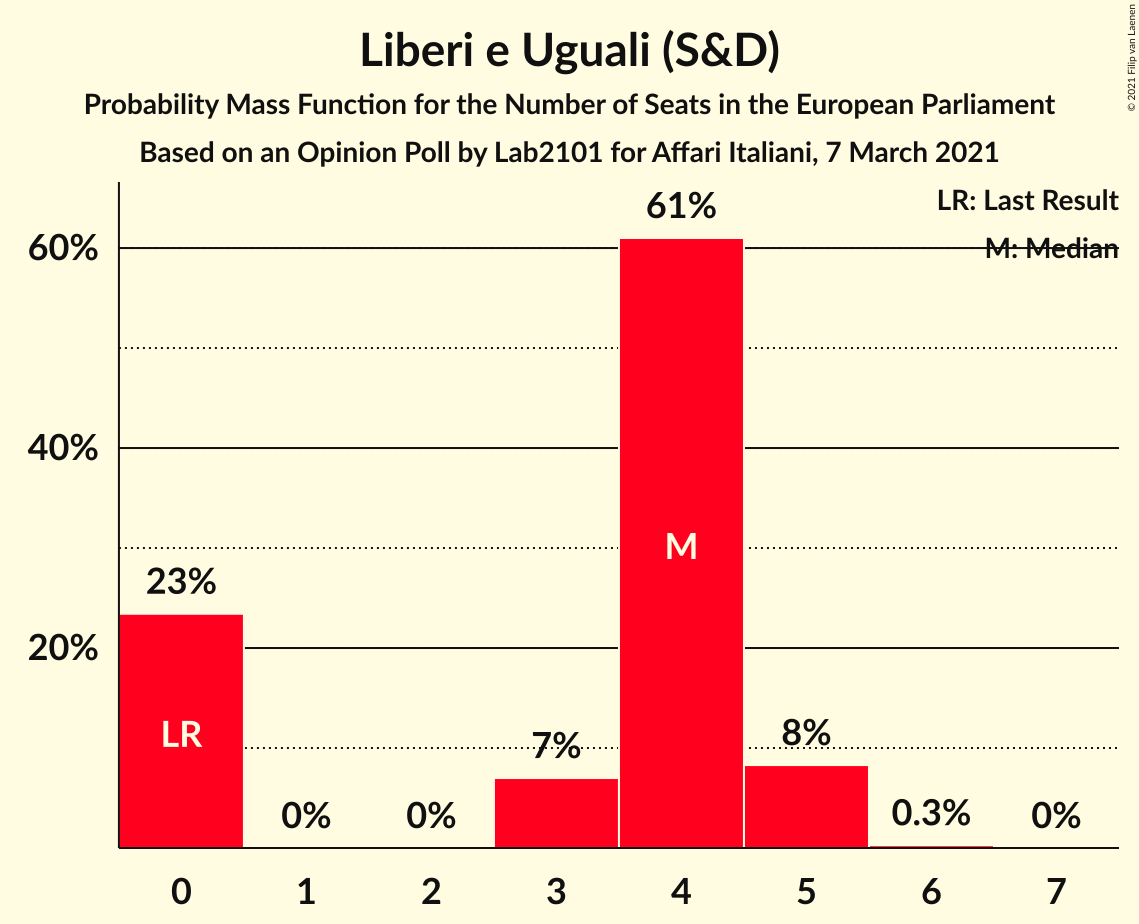 Liberi e Uguali (S&D)
Probability Mass Function for the Number of Seats in the European Parliament
Based on an Opinion Poll by Lab2101 for Affari Italiani, 7 March 2021
© 2021 Filip van Laenen
LR: Last Result
M: Median
60%
40%
20%
23%
0%
0%
7%
61%
8%
0.3%
0%
LR
M
0 1 2 3 4 5 6 7